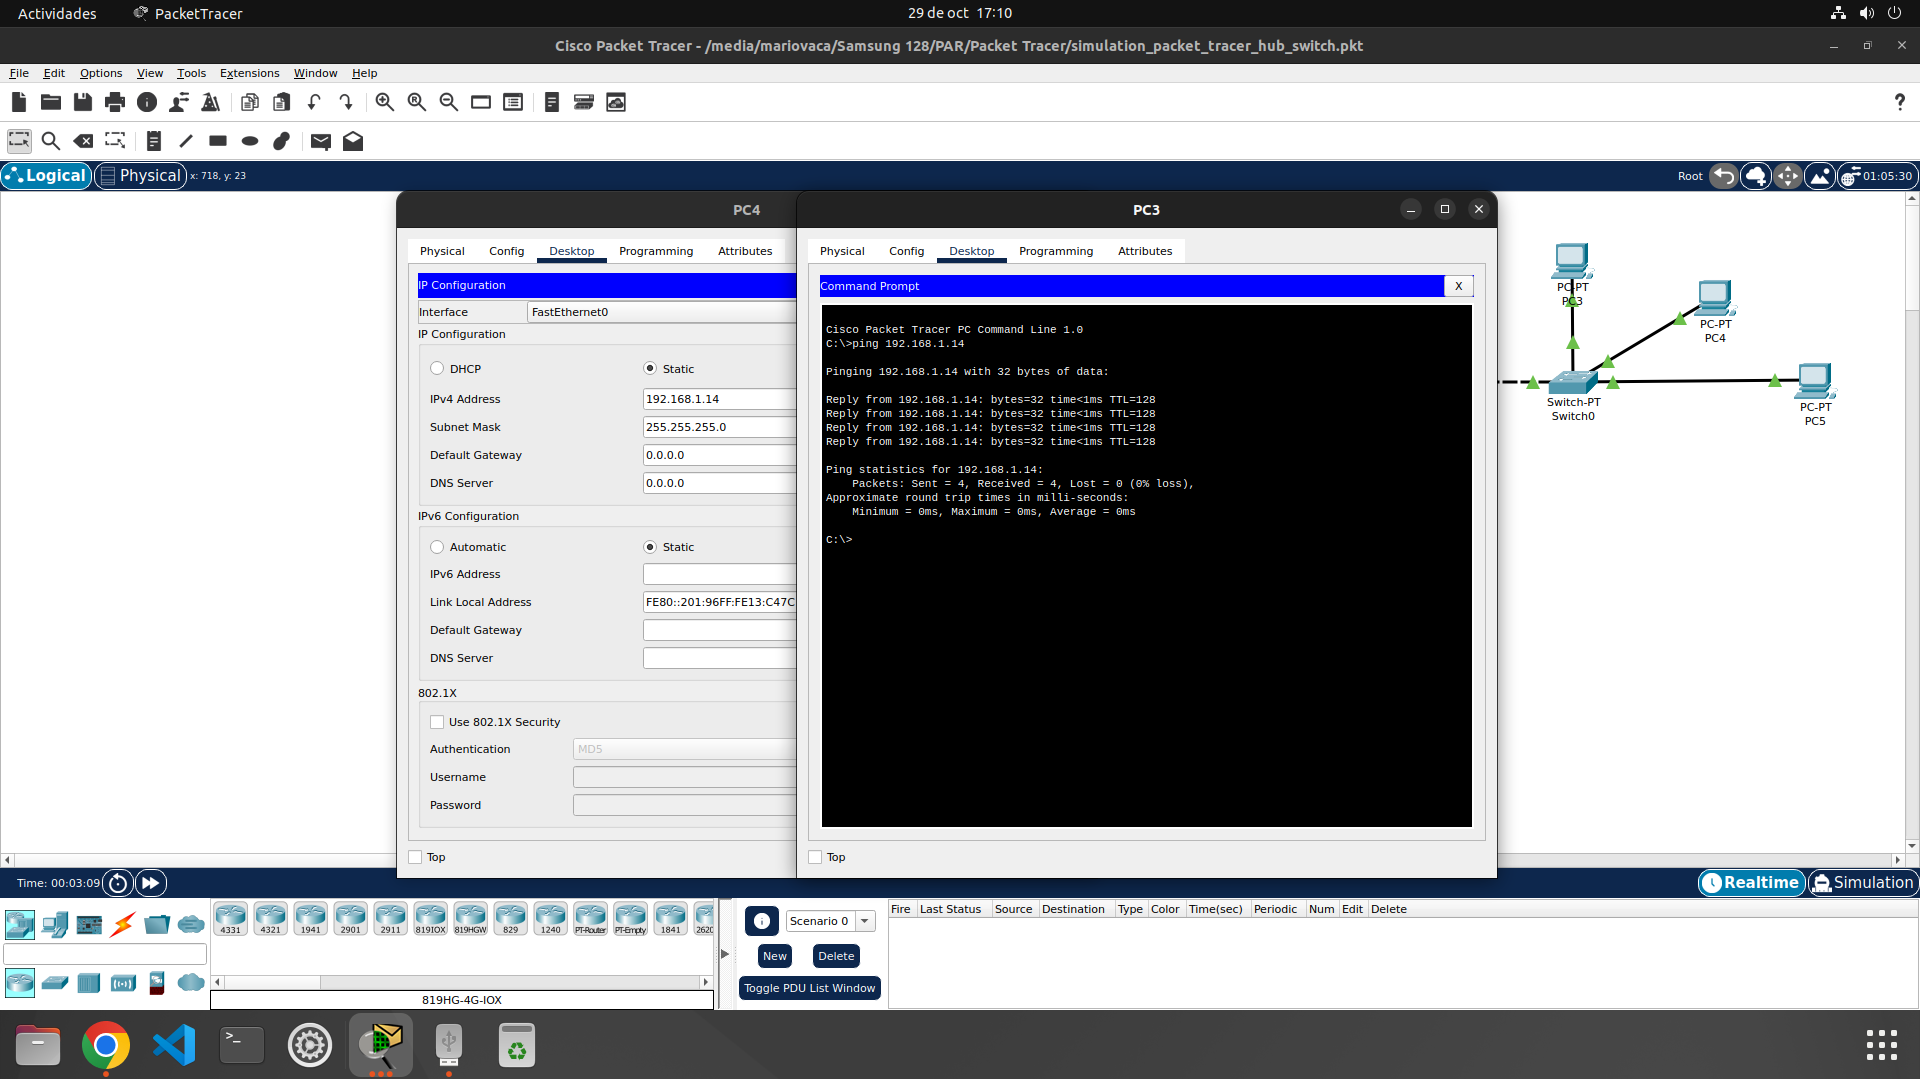 Actividades
PacketTracer
29 de oct 17:10
Cisco Packet Tracer - /media/mariovaca/Samsung 128/PAR/Packet Tracer/simulation_packet_tracer_hub_switch.pkt
File Edit Options View Tools Extensions Window Help
?
Logical
Physical
x: 718, y: 23
Root
01:05:30
PC4
Physical Config Desktop Programming Attributes
IP Configuration
Interface FastEthernet0
IP Configuration
DHCP Static
IPv4 Address 192.168.1.14
Subnet Mask 255.255.255.0
Default Gateway 0.0.0.0
DNS Server 0.0.0.0
IPv6 Configuration
Automatic Static
IPv6 Address
Link Local Address FE80::201:96FF:FE13:C47C
Default Gateway
DNS Server
802.1X
Use 802.1X Security
Authentication MD5
Username
Password
Top
PC3
Physical Config Desktop Programming Attributes
Command Prompt X
Cisco Packet Tracer PC Command Line 1.0
C:\>ping 192.168.1.14
Pinging 192.168.1.14 with 32 bytes of data:
Reply from 192.168.1.14: bytes=32 time<1ms TTL=128
Reply from 192.168.1.14: bytes=32 time<1ms TTL=128
Reply from 192.168.1.14: bytes=32 time<1ms TTL=128
Reply from 192.168.1.14: bytes=32 time<1ms TTL=128
Ping statistics for 192.168.1.14:
Packets: Sent = 4, Received = 4, Lost = 0 (0% loss),
Approximate round trip times in milli-seconds:
Minimum = 0ms, Maximum = 0ms, Average = 0ms
C:\>
Top
PC-PT
PC3
PC-PT
PC4
Switch-PT
Switch0
PC-PT
PC5
Time: 00:03:09
Realtime
Simulation
4331 4321 1941 2901 2911 819IOX 819HGW 829 1240 PT-Router PT-Empty 1841 2620
819HG-4G-IOX
Scenario 0
New Delete
Toggle PDU List Window
Fire Last Status Source Destination Type Color Time(sec) Periodic Num Edit Delete